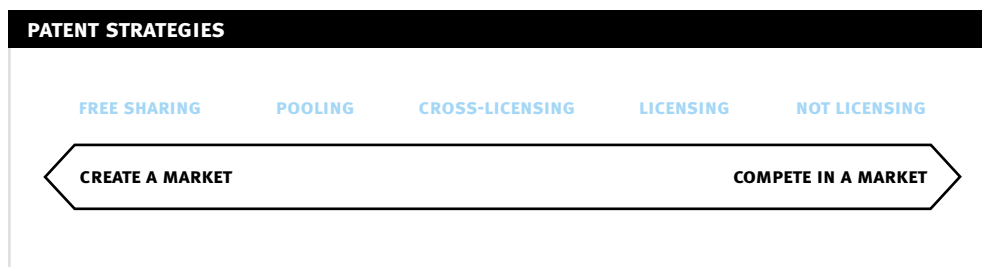 PATENT STRATEGIES
FREE SHARING POOLING CROSS-LICENSING LICENSING NOT LICENSING
CREATE A MARKET COMPETE IN A MARKET